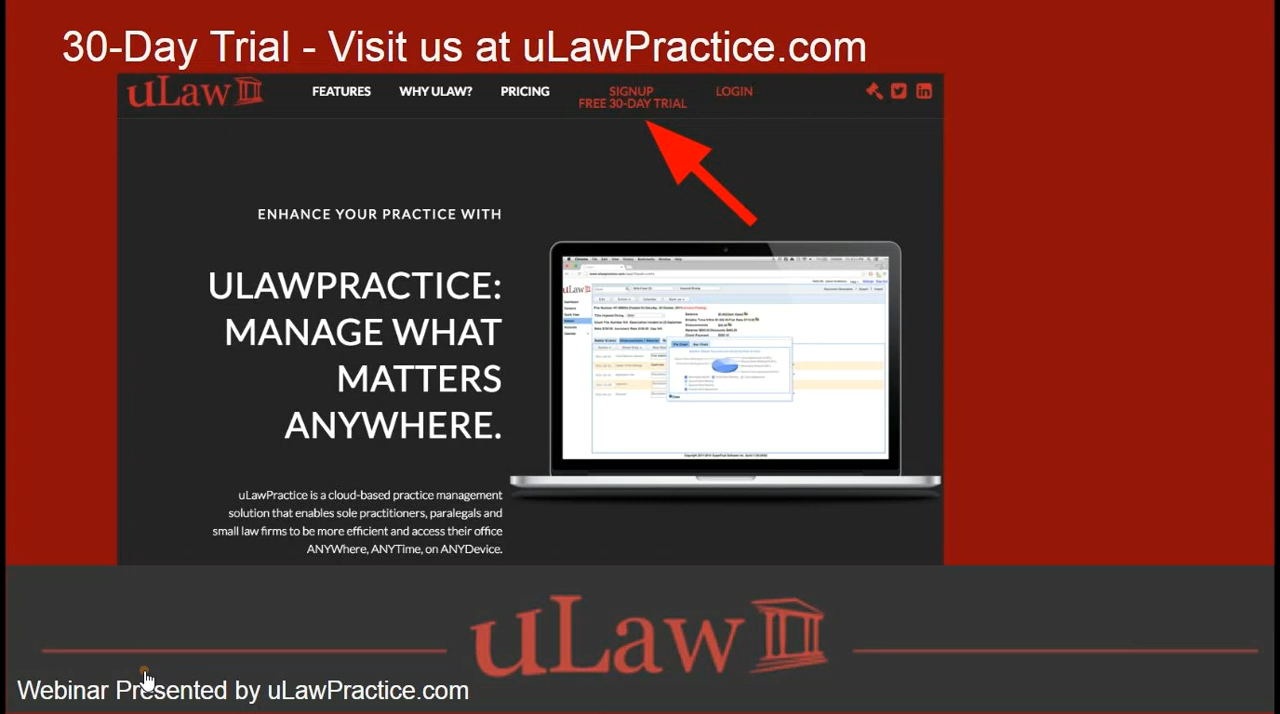 30-Day Trial - Visit us at uLawPractice.com
uLaw
FEATURES
WHY ULAW?
PRICING
SIGNUP
FREE 30-DAY TRIAL
LOGIN
ENHANCE YOUR PRACTICE WITH
ULAWPRACTICE:
MANAGE WHAT
MATTERS
ANYWHERE.
uLawPractice is a cloud-based practice management
solution that enables sole practitioners, paralegals and
small law firms to be more efficient and access their office
ANYWhere, ANYTime, on ANYDevice.
uLaw
uLaw
Webinar Presented by uLawPractice.com